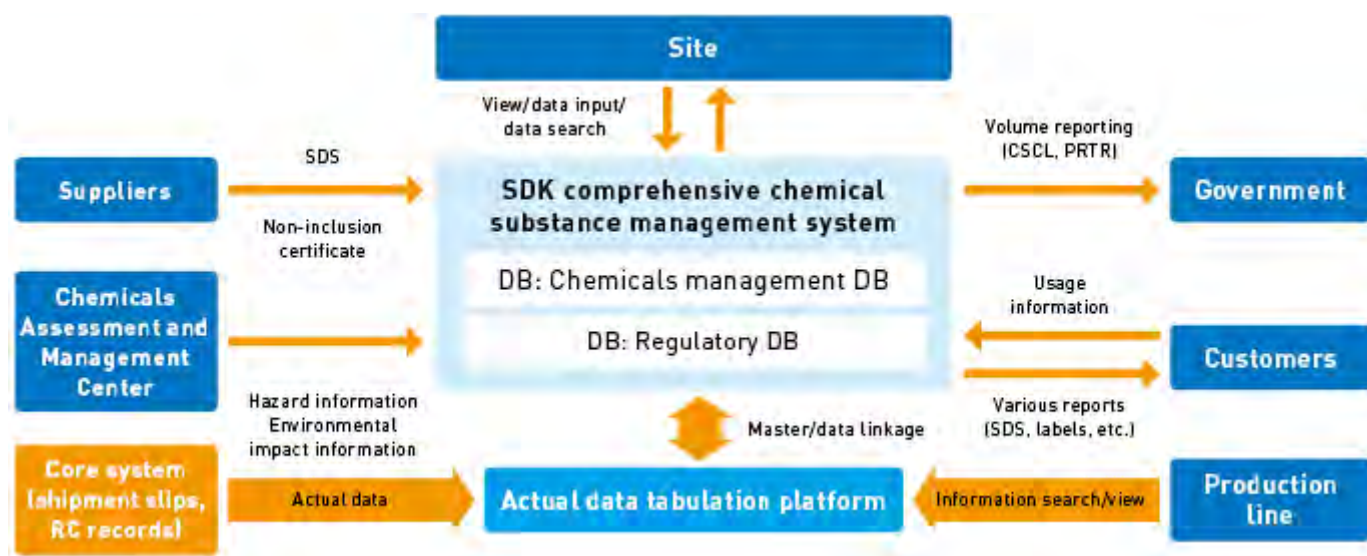 Site
View/data input/
data search
Volume reporting
(CSCL, PRTR)
SDS
Suppliers
SDK comprehensive chemical
substance management system
Government
Non-inclusion
certificate
DB: Chemicals management DB
Usage
information
Chemicals
Assessment and
Management
Center
DB: Regulatory DB
Customers
Hazard information
Environmental
impact information
Master/data linkage
Various reports
(SDS, labels, etc.)
Core system
(shipment slips,
RC records)
Actual data
Actual data tabulation platform
Information search/view
Production
line